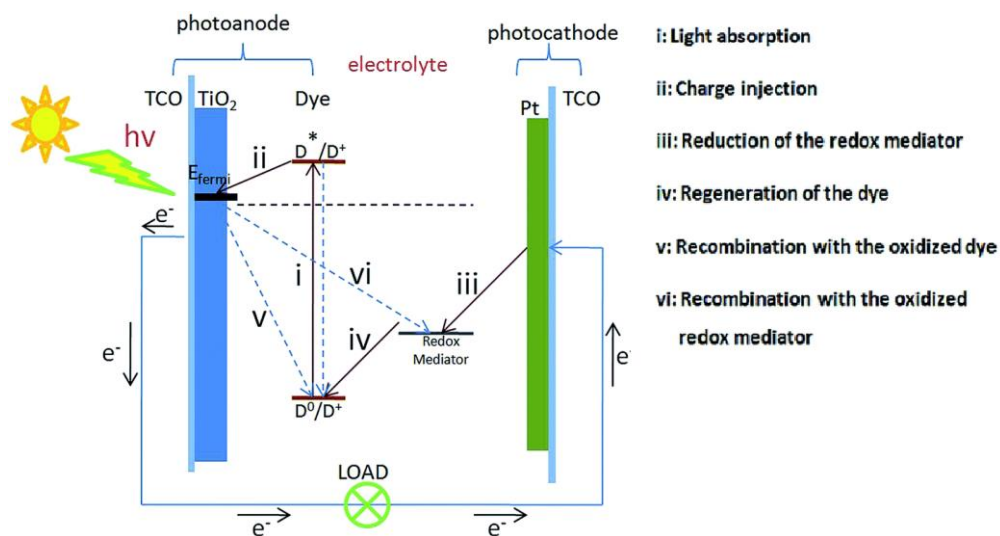 photoanode
photocathode
electrolyte
TCO
TiO₂
Dye
Pt
TCO
hv
D*/D⁺
ii
E_fermi
e⁻
i
vi
v
iii
iv
Redox
Mediator
D⁰/D⁺
e⁻
e⁻
LOAD
e⁻
e⁻
i: Light absorption
ii: Charge injection
iii: Reduction of the redox mediator
iv: Regeneration of the dye
v: Recombination with the oxidized dye
vi: Recombination with the oxidized
redox mediator